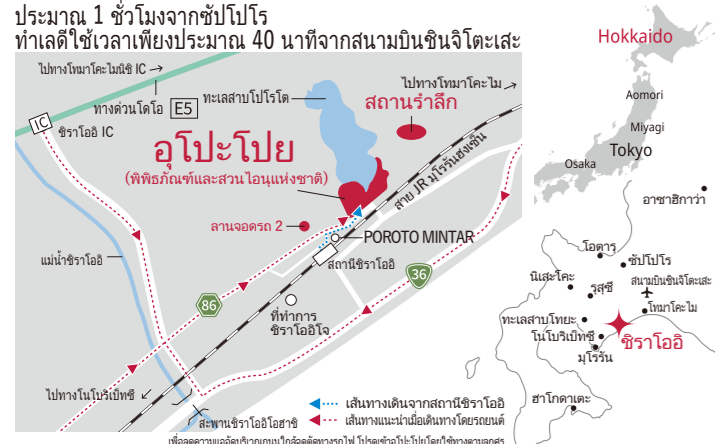 ประมาณ 1 ชั่วโมงจากซัปโปโร
ทำเลดีใช้เวลาเพียงประมาณ 40 นาทีจากสนามบินชินจิโตะเสะ
ไปทางโทมาโคะไมนิชิ IC
ทางด่วนโดโอ E5
ทะเลสาบโปโรโต
ไปทางโทมาโคะไม
สถานรำลึก
IC
ชิราโออิ IC
อุโปะโปย
(พิพิธภัณฑ์และสวนไอนุแห่งชาติ)
สาย JR มุโรรันฮงเซ็น
ลานจอดรถ 2
POROTO MINTAR
แม่น้ำชิราโออิ
สถานีชิราโออิ
36
86
ที่ทำการ
ชิราโออิโจ
ไปทางโนโบริเบ็ทซึ
สะพานชิราโออิโอฮาชิ
เส้นทางเดินจากสถานีชิราโออิ
เส้นทางแนะนำเมื่อเดินทางโดยรถยนต์
Hokkaido
Aomori
Miyagi
Tokyo
Osaka
อาซาฮิกาว่า
โอตารุ
ซัปโปโร
นิเสะโคะ
รุสุซึ
สนามบินชินจิโตะเสะ
โทมาโคะไม
ทะเลสาบโทยะ
โนโบริเบ็ทซึ
ชิราโออิ
มุโรรัน
ฮาโกดาเตะ